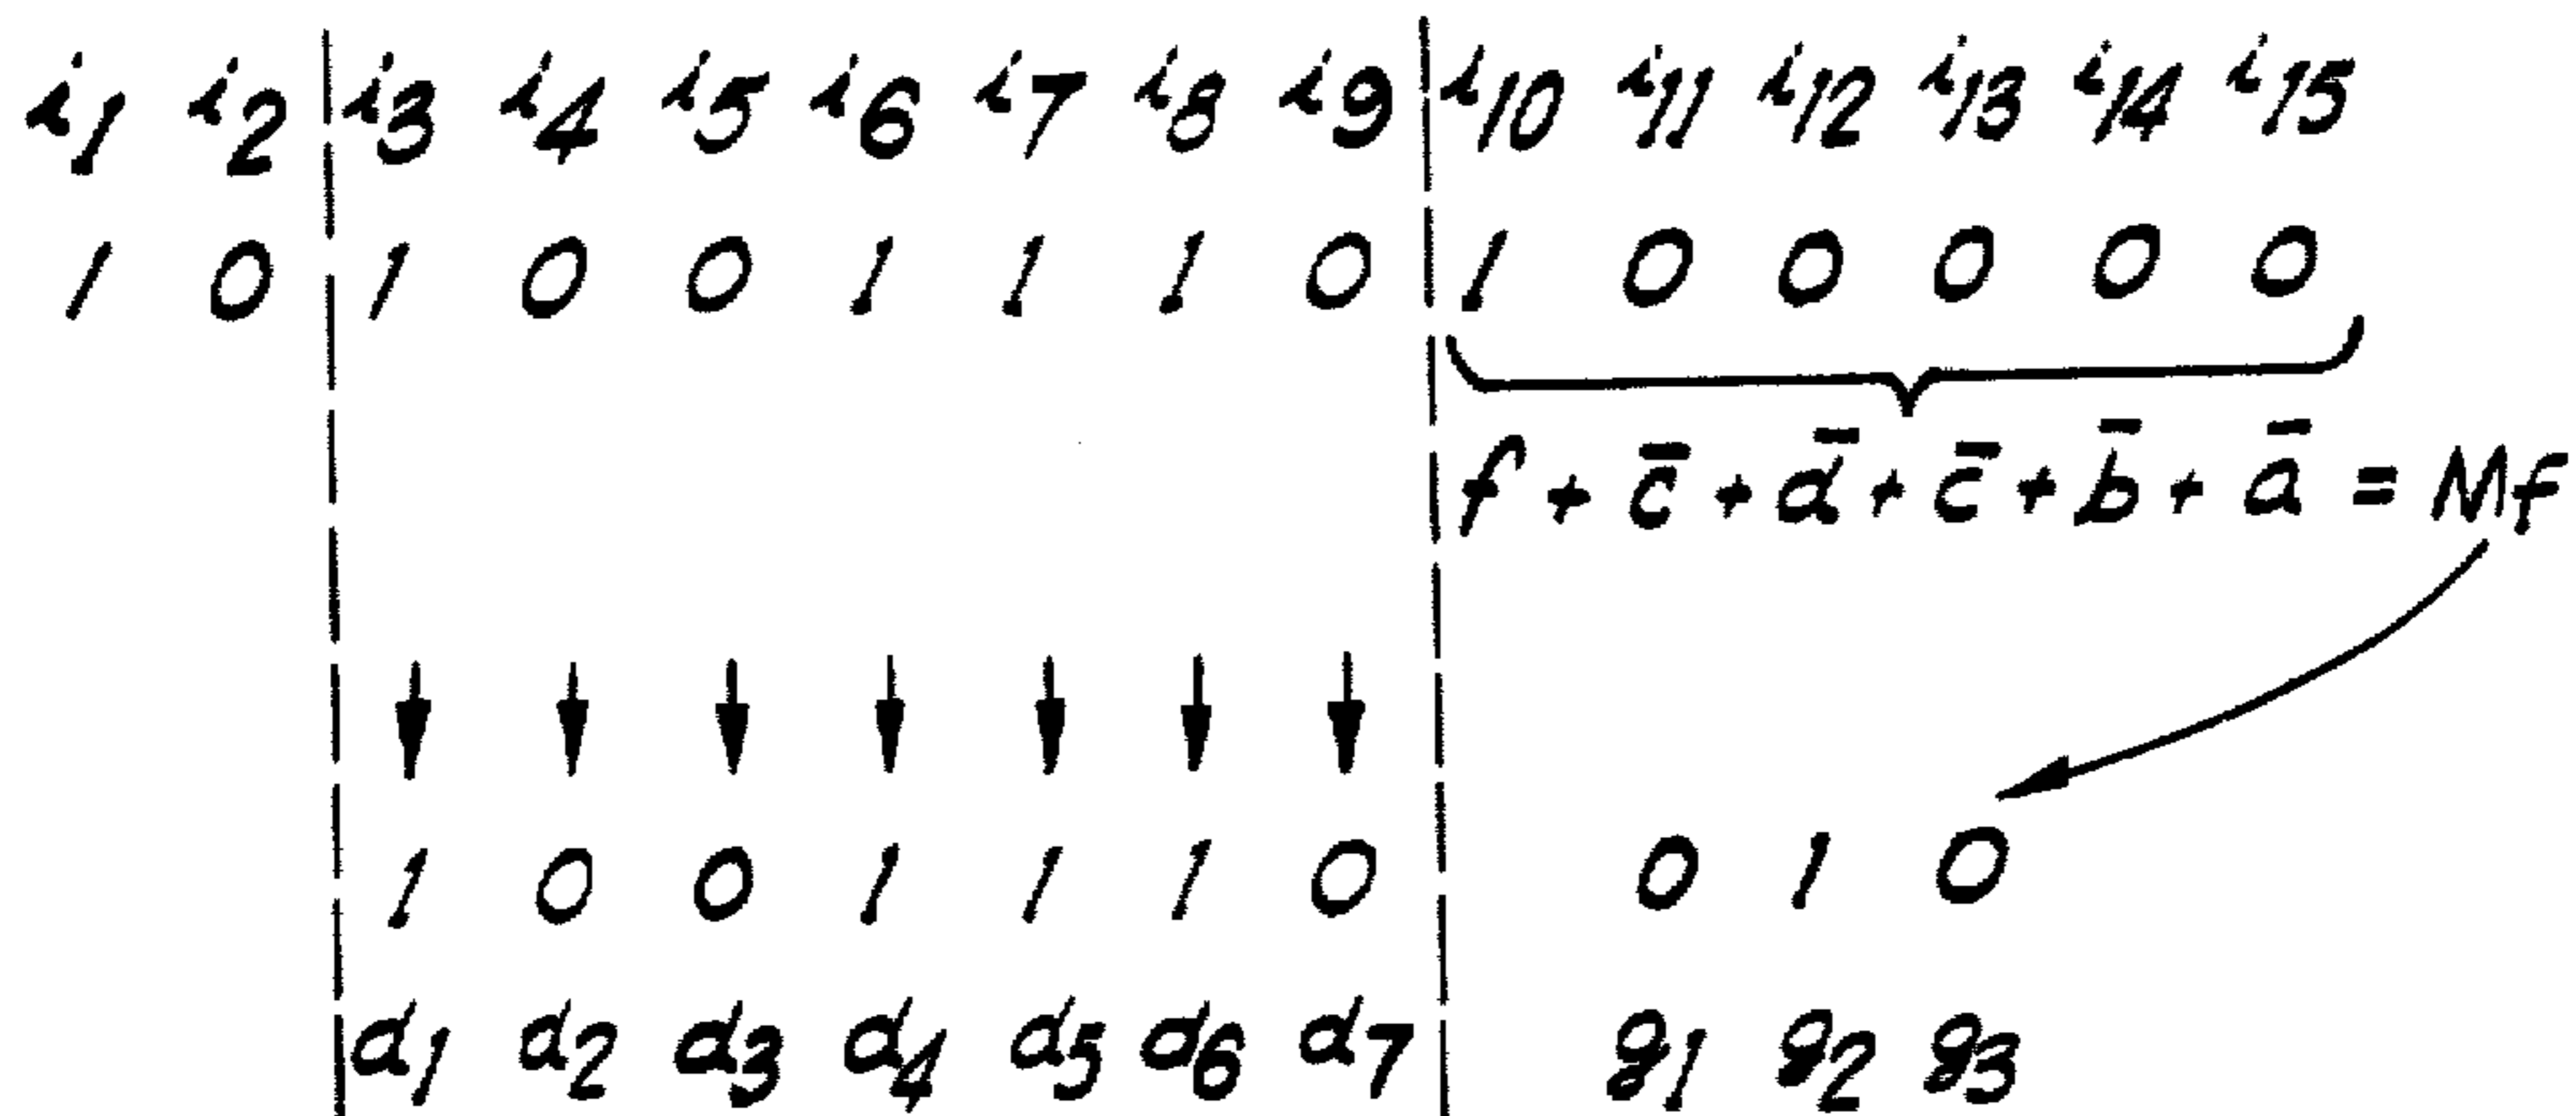 i1 i2 i3 i4 i5 i6 i7 i8 i9 i10 i11 i12 i13 i14 i15
1 0 1 0 0 1 1 1 0 1 0 0 0 0 0
f + c̄ + d̄ + c̄ + b̄ + ā = Mf
1 0 0 1 1 1 0 0 1 0
d1 d2 d3 d4 d5 d6 d7 g1 g2 g3